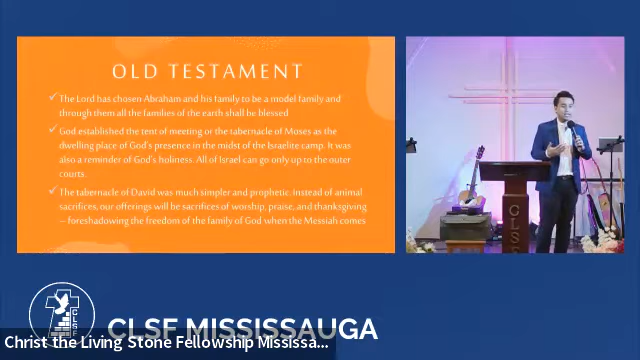 OLD TESTAMENT
The Lord has chosen Abraham and his family to be a model family and
through them all the families of the earth shall be blessed
God established the tent of meeting or the tabernacle of Moses as the
dwelling place of God's presence in the midst of the Israelite camp. It was
also a reminder of God's holiness. All of Israel can go only up to the outer
courts.
The tabernacle of David was much simpler and prophetic: instead of animal
sacrifices, our offerings will be sacrifices of worship, praise, and thanksgiving
– foreshadowing the freedom of the family of God when the Messiah comes
CLSF
CLSF
CLSF MISSISSAUGA
Christ the Living Stone Fellowship Mississa...